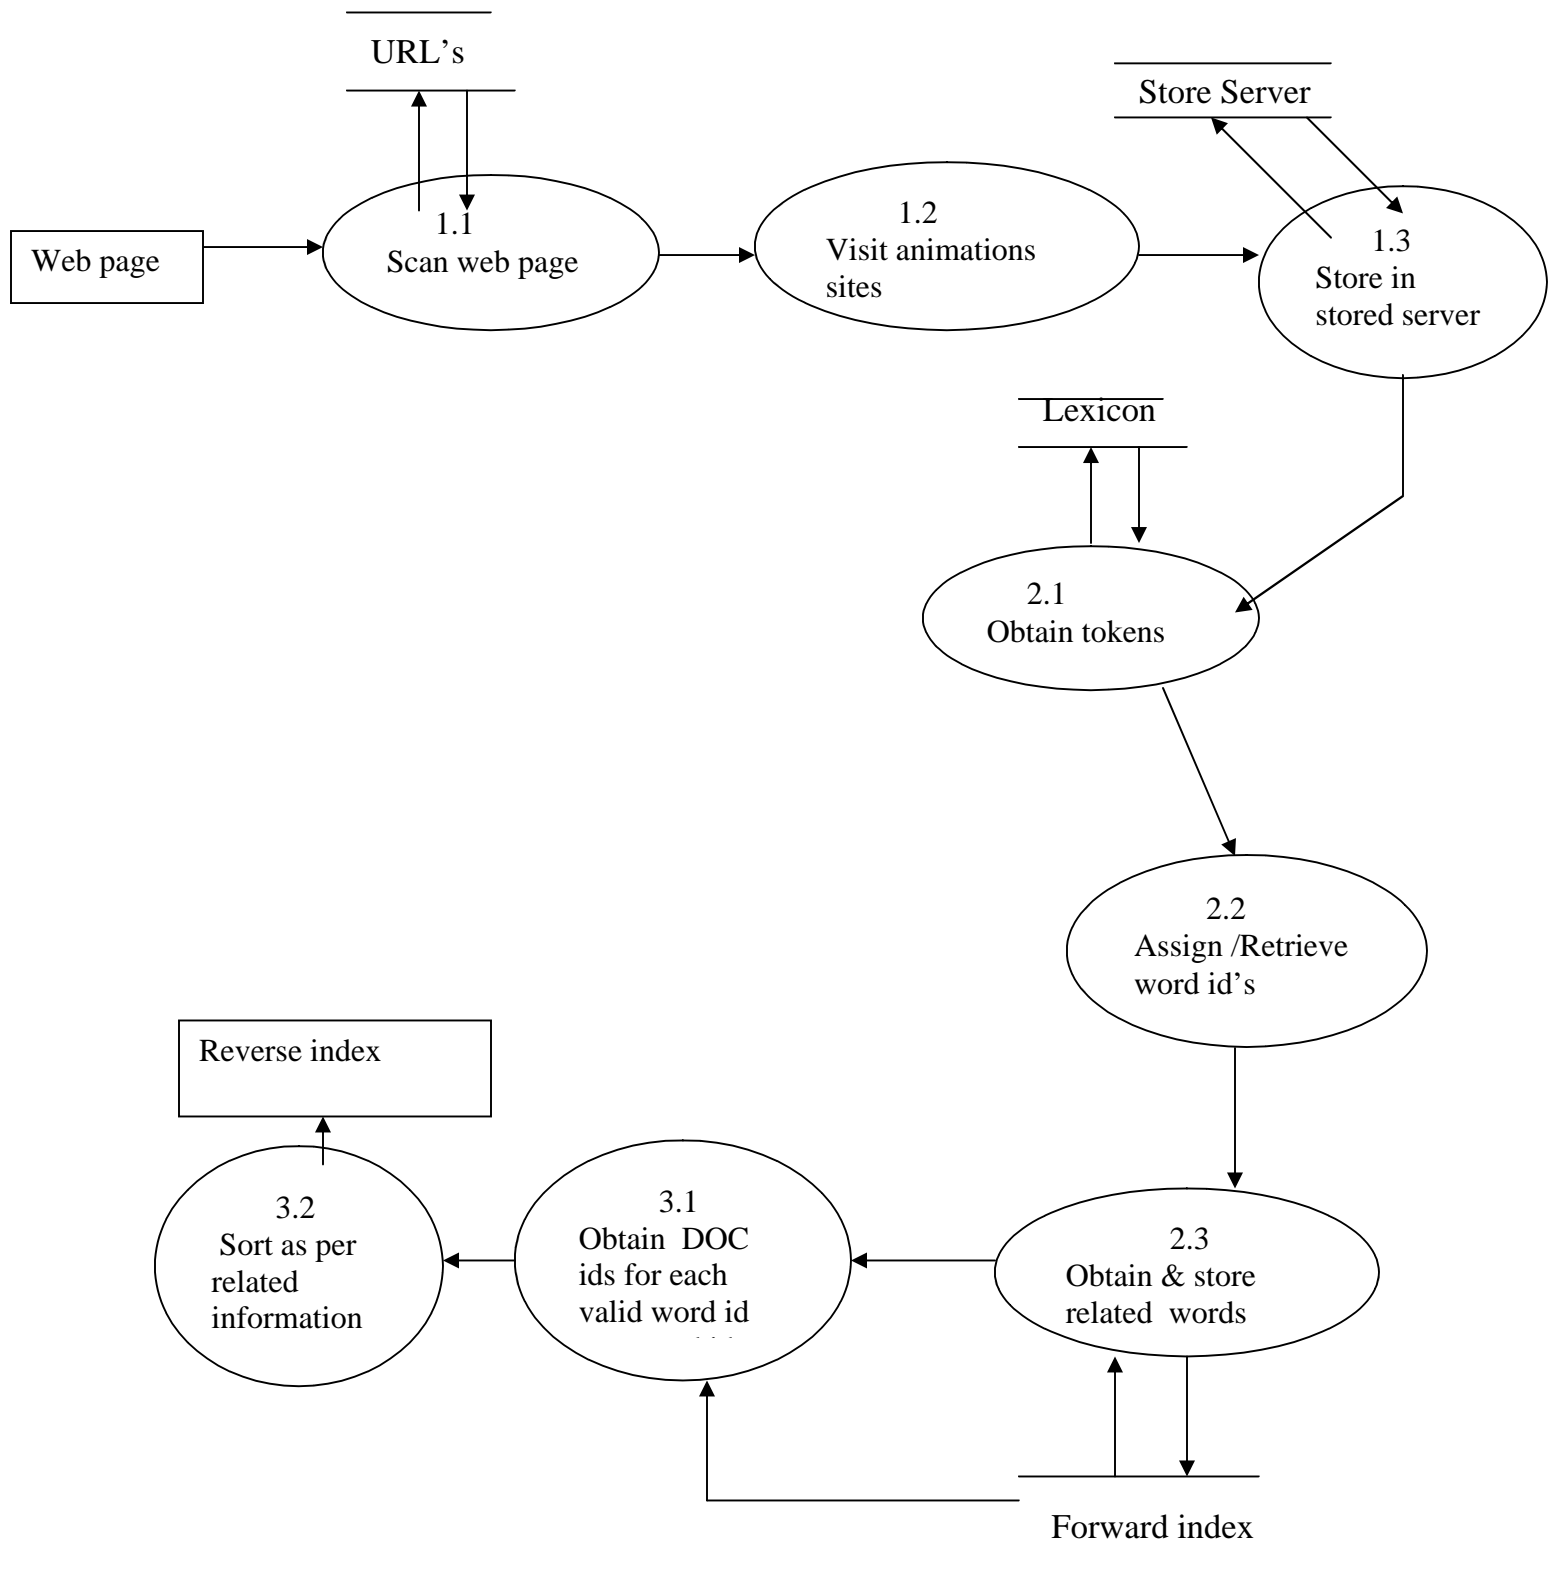 URL’s
Store Server
Web page
1.1
Scan web page
1.2
Visit animations
sites
1.3
Store in
stored server
Lexicon
2.1
Obtain tokens
2.2
Assign /Retrieve
word id’s
Reverse index
3.2
Sort as per
related
information
3.1
Obtain DOC
ids for each
valid word id
2.3
Obtain & store
related words
Forward index